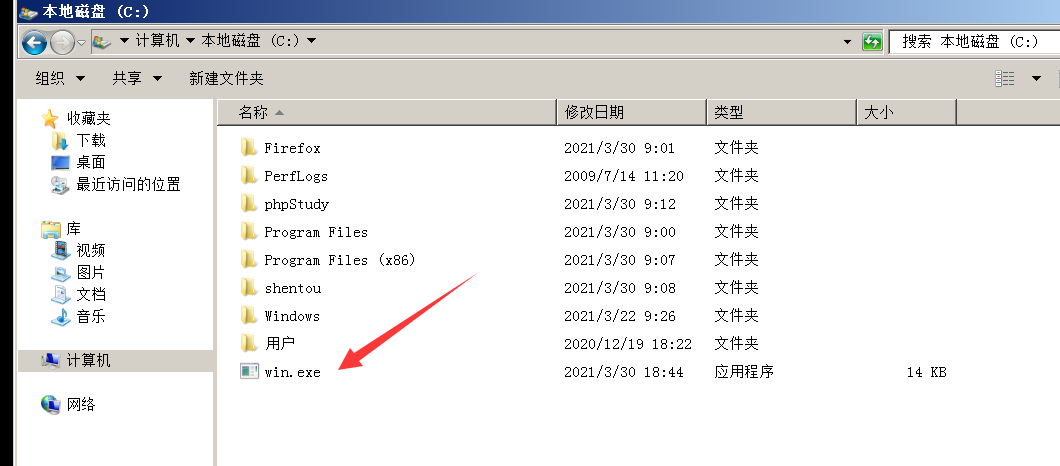 本地磁盘 (C:)
计算机 本地磁盘 (C:) 搜索 本地磁盘 (C:)
组织 共享 新建文件夹
收藏夹
下载
桌面
最近访问的位置
库
视频
图片
文档
音乐
计算机
网络
名称 修改日期 类型 大小
Firefox 2021/3/30 9:01 文件夹
PerfLogs 2009/7/14 11:20 文件夹
phpStudy 2021/3/30 9:12 文件夹
Program Files 2021/3/30 9:00 文件夹
Program Files (x86) 2021/3/30 9:07 文件夹
shentou 2021/3/30 9:08 文件夹
Windows 2021/3/22 9:26 文件夹
用户 2020/12/19 18:22 文件夹
win.exe 2021/3/30 18:44 应用程序 14 KB